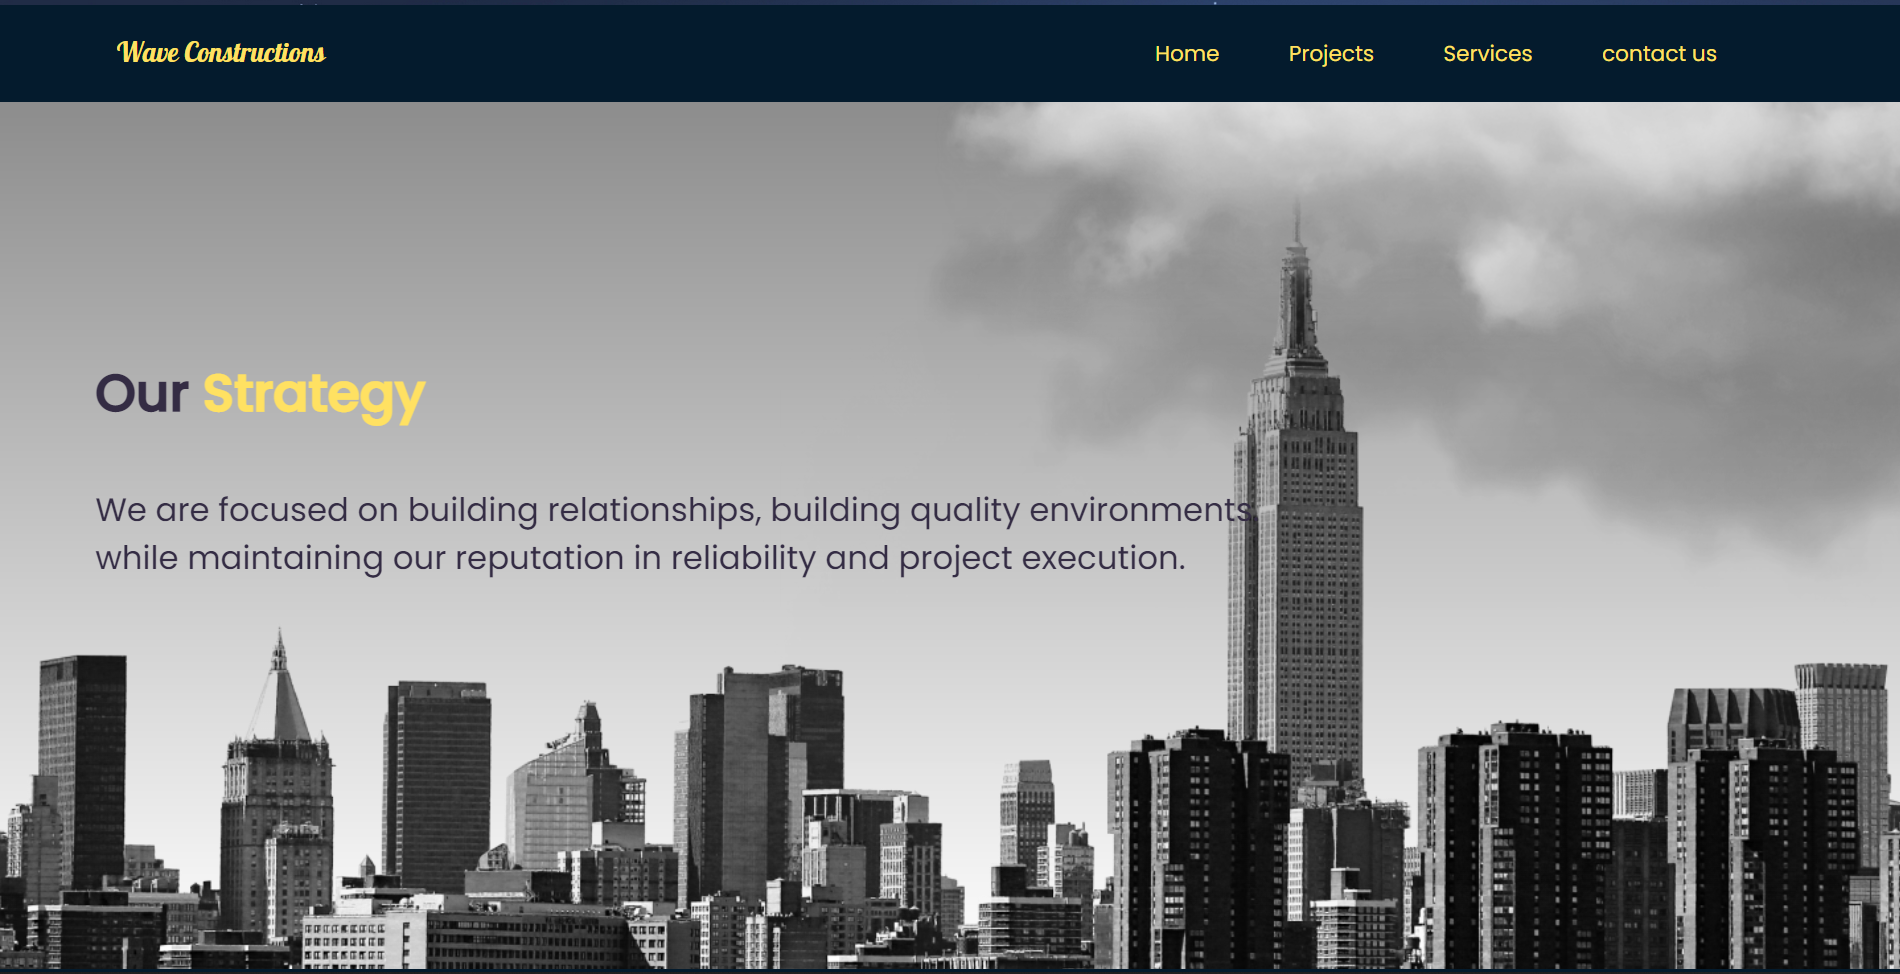 Wave Constructions
Home Projects Services contact us
Our Strategy
We are focused on building relationships, building quality environments,
while maintaining our reputation in reliability and project execution.